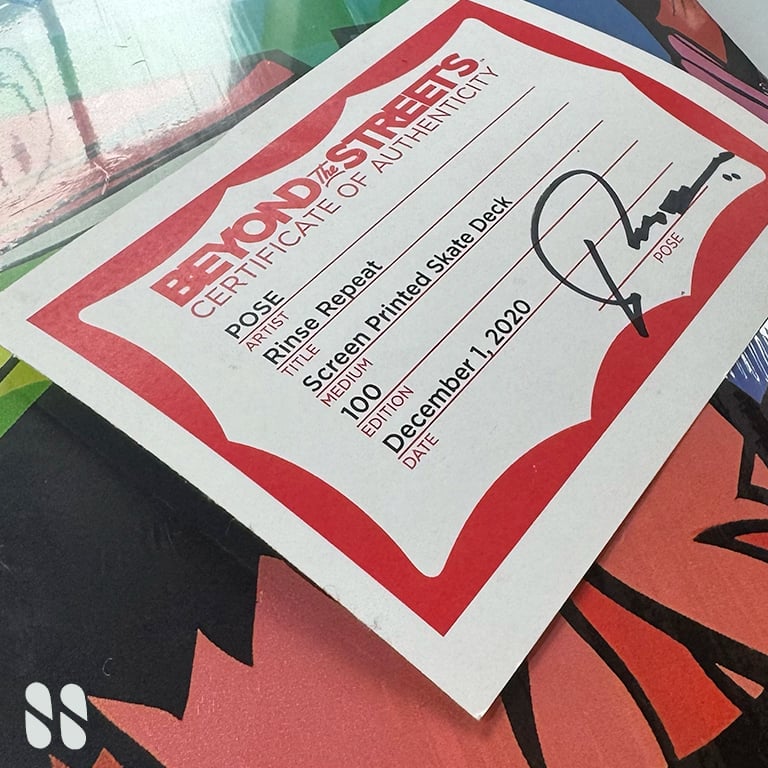 BEYOND The STREETS™
CERTIFICATE OF AUTHENTICITY
POSE
ARTIST
Rinse Repeat
TITLE
Screen Printed Skate Deck
MEDIUM
100
EDITION
December 1, 2020
DATE
POSE